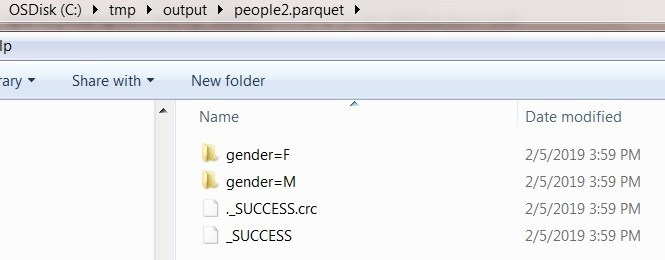 OSDisk (C:) ▸ tmp ▸ output ▸ people2.parquet ▸
lp
rary ▾ Share with ▾ New folder
Name Date modified
gender=F 2/5/2019 3:59 PM
gender=M 2/5/2019 3:59 PM
._SUCCESS.crc 2/5/2019 3:59 PM
_SUCCESS 2/5/2019 3:59 PM